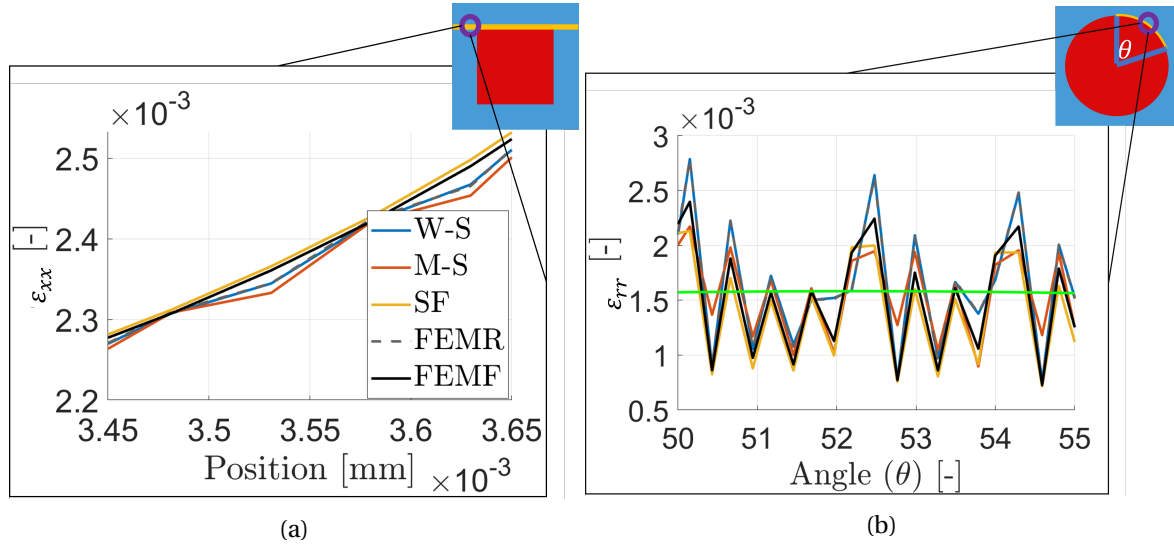 ×10⁻³
2.5
2.4
2.3
2.2
εxx [-]
3.45
3.5
3.55
3.6
3.65
Position [mm]
×10⁻³
W-S
M-S
SF
FEMR
FEMF
(a)
θ
×10⁻³
3
2.5
2
1.5
1
0.5
εrr [-]
50
51
52
53
54
55
Angle (θ) [-]
(b)